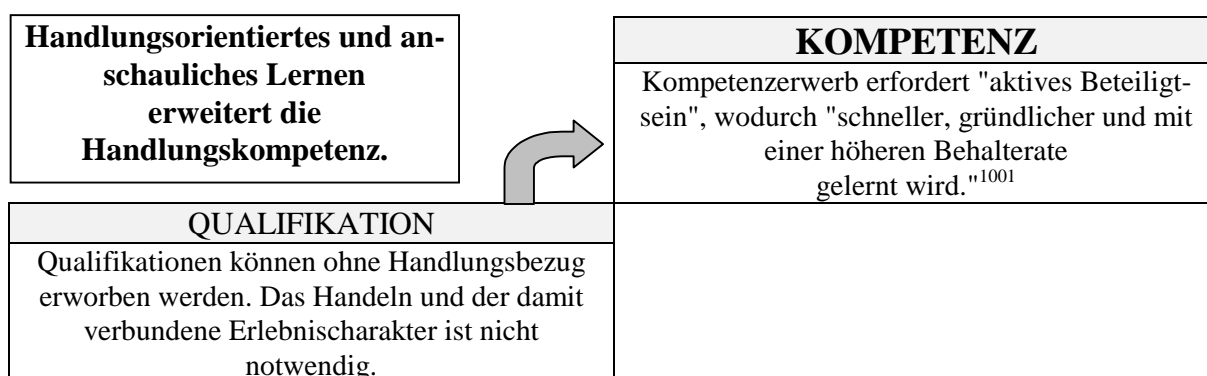 Handlungsorientiertes und an-
schauliches Lernen
erweitert die
Handlungskompetenz.
KOMPETENZ
Kompetenzerwerb erfordert "aktives Beteiligt-
sein", wodurch "schneller, gründlicher und mit
einer höheren Behalterate
gelernt wird."1001
QUALIFIKATION
Qualifikationen können ohne Handlungsbezug
erworben werden. Das Handeln und der damit
verbundene Erlebnischarakter ist nicht
notwendig.